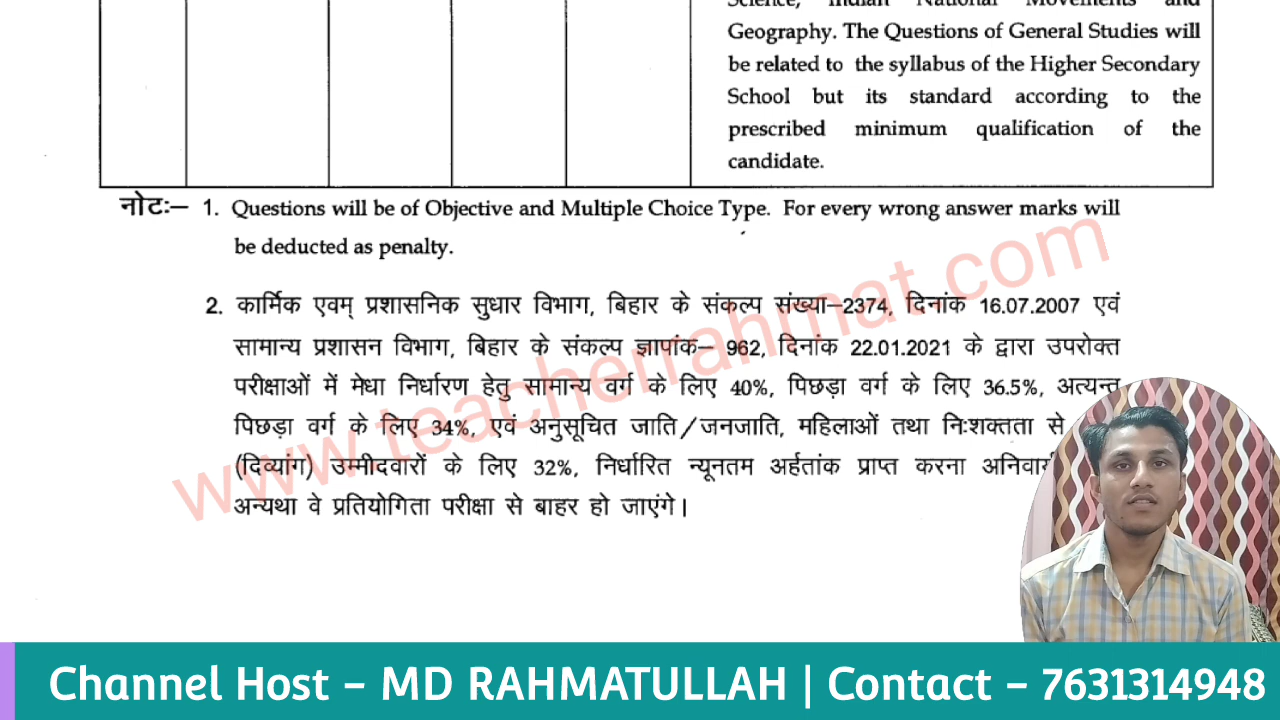 Science, Indian National Movements and
Geography. The Questions of General Studies will
be related to the syllabus of the Higher Secondary
School but its standard according to the
prescribed minimum qualification of the
candidate.
नोटः– 1. Questions will be of Objective and Multiple Choice Type. For every wrong answer marks will
be deducted as penalty.
2. कार्मिक एवम् प्रशासनिक सुधार विभाग, बिहार के संकल्प संख्या–2374, दिनांक 16.07.2007 एवं
सामान्य प्रशासन विभाग, बिहार के संकल्प ज्ञापांक– 962, दिनांक 22.01.2021 के द्वारा उपरोक्त
परीक्षाओं में मेधा निर्धारण हेतु सामान्य वर्ग के लिए 40%, पिछड़ा वर्ग के लिए 36.5%, अत्यन्त
पिछड़ा वर्ग के लिए 34%, एवं अनुसूचित जाति/जनजाति, महिलाओं तथा निःशक्तता से
(दिव्यांग) उम्मीदवारों के लिए 32%, निर्धारित न्यूनतम अर्हतांक प्राप्त करना
अन्यथा वे प्रतियोगिता परीक्षा से बाहर हो जाएंगे।
www.teacherrahmat.com
Channel Host – MD RAHMATULLAH | Contact – 7631314948